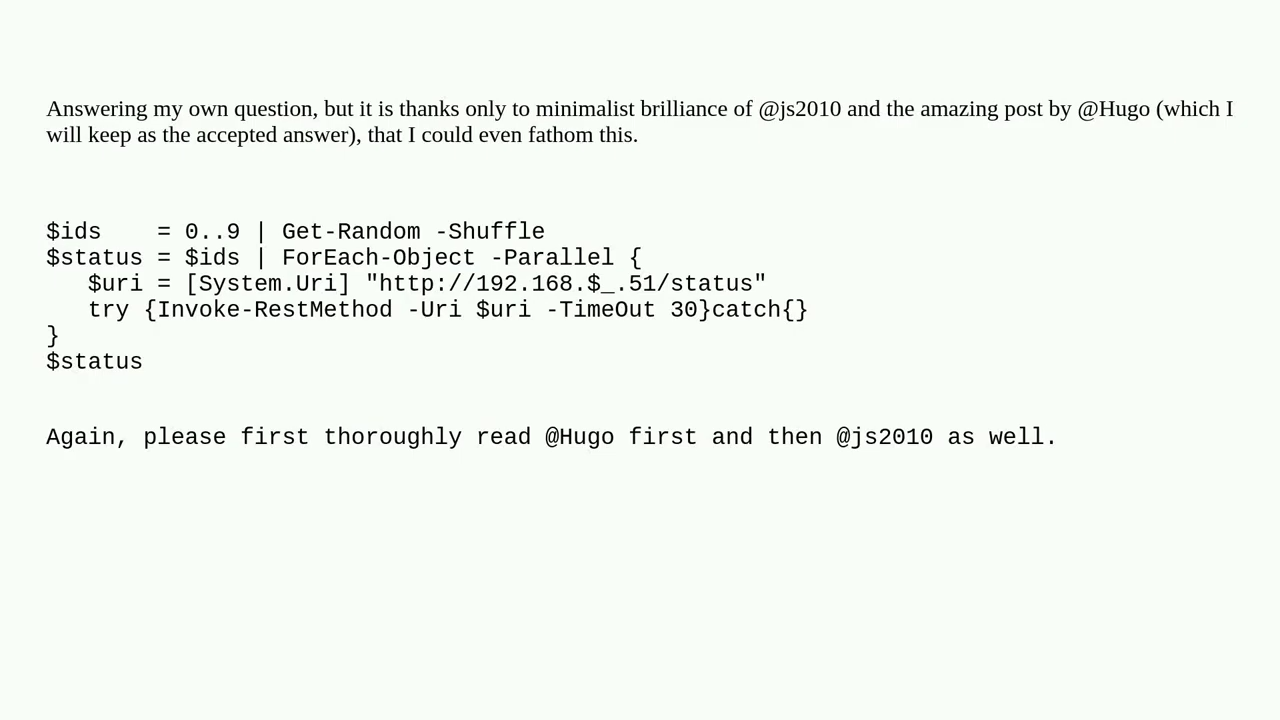 Answering my own question, but it is thanks only to minimalist brilliance of @js2010 and the amazing post by @Hugo (which I
will keep as the accepted answer), that I could even fathom this.
$ids    = 0..9 | Get-Random -Shuffle
$status = $ids | ForEach-Object -Parallel {
   $uri = [System.Uri] "http://192.168.$_.51/status"
   try {Invoke-RestMethod -Uri $uri -TimeOut 30}catch{}
}
$status
Again, please first thoroughly read @Hugo first and then @js2010 as well.